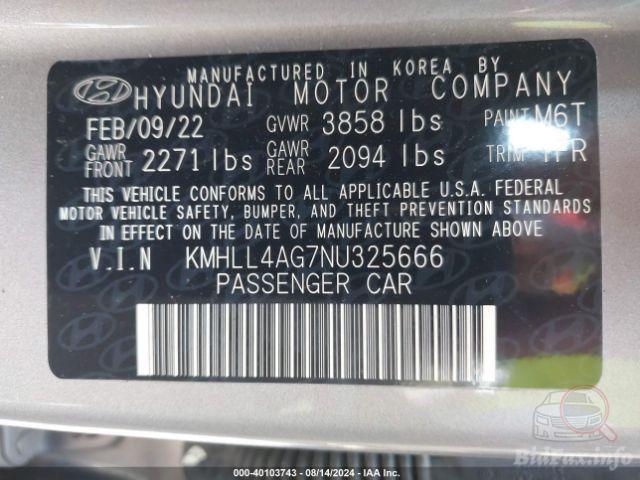 MANUFACTURED IN KOREA BY
HYUNDAI MOTOR COMPANY
FEB/09/22 GVWR 3858 lbs PAINT M6T
GAWR FRONT 2271 lbs GAWR REAR 2094 lbs TRIM
THIS VEHICLE CONFORMS TO ALL APPLICABLE U.S.A. FEDERAL
MOTOR VEHICLE SAFETY, BUMPER, AND THEFT PREVENTION STANDARDS
IN EFFECT ON THE DATE OF MANUFACTURE SHOWN ABOVE
V.I.N KMHLL4AG7NU325666
PASSENGER CAR
BidFax.info
000-40103743 • 08/14/2024 • IAA Inc.